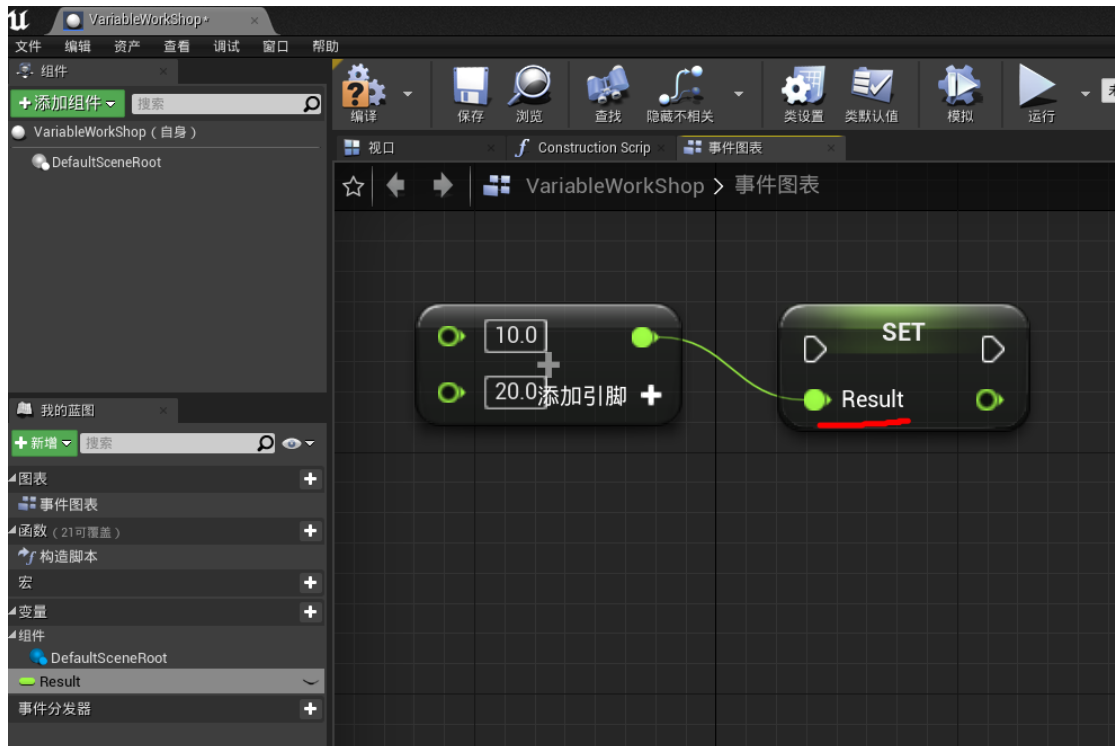 VariableWorkShop*
文件 编辑 资产 查看 调试 窗口 帮助
组件
+添加组件 搜索
VariableWorkShop（自身）
DefaultSceneRoot
编译 保存 浏览 查找 隐藏不相关 类设置 类默认值 模拟 运行
视口 Construction Scrip 事件图表
VariableWorkShop > 事件图表
10.0
20.0 添加引脚 +
SET
Result
我的蓝图
+新增 搜索
图表
事件图表
函数（21可覆盖）
构造脚本
宏
变量
组件
DefaultSceneRoot
Result
事件分发器